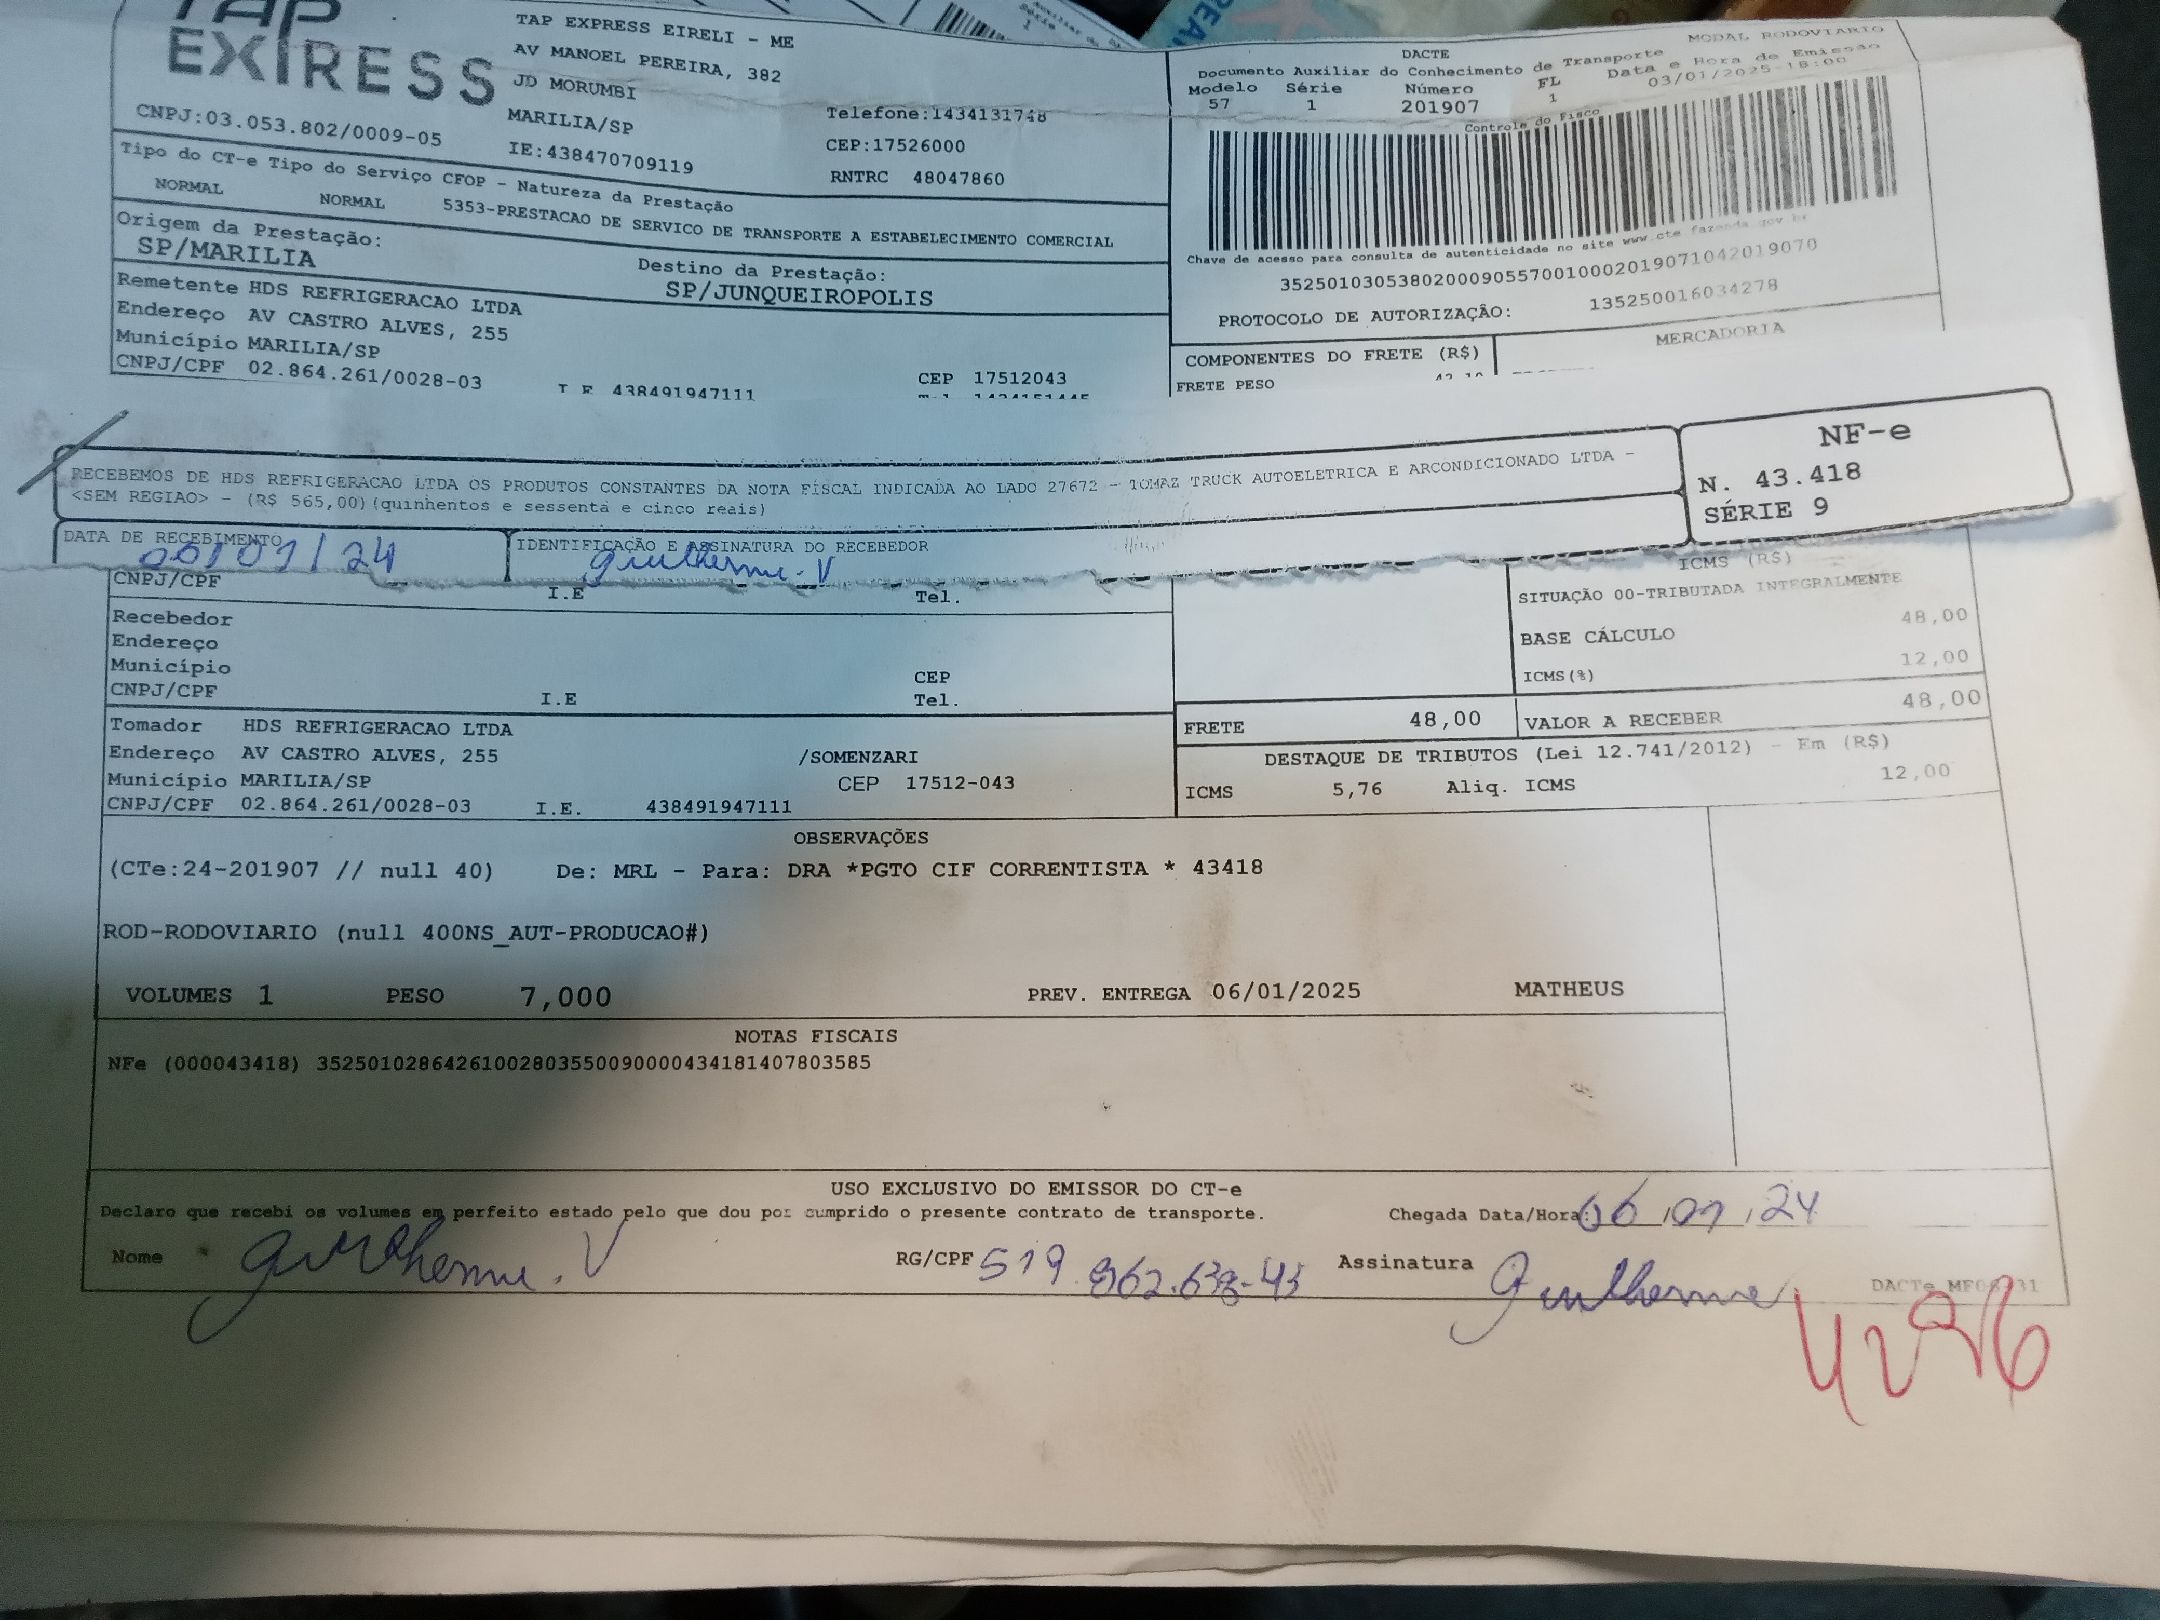 TAP
EXPRESS
TAP EXPRESS EIRELI - ME
AV MANOEL PEREIRA, 382
JD MORUMBI
MARILIA/SP
Telefone:1434131748
CNPJ:03.053.802/0009-05
IE:438470709119
CEP:17526000
RNTRC 48047860
Tipo do CT-e Tipo do Serviço CFOP - Natureza da Prestação
NORMAL NORMAL 5353-PRESTACAO DE SERVICO DE TRANSPORTE A ESTABELECIMENTO COMERCIAL
Origem da Prestação:
SP/MARILIA
Destino da Prestação:
SP/JUNQUEIROPOLIS
Remetente HDS REFRIGERACAO LTDA
Endereço AV CASTRO ALVES, 255
Município MARILIA/SP
CEP 17512043
CNPJ/CPF 02.864.261/0028-03 I E 438491947111
MODAL RODOVIARIO
DACTE
Documento Auxiliar do Conhecimento de Transporte
Modelo Série Número FL Data e Hora de Emissão
57 1 201907 1 03/01/2025-18:00
Controle do Fisco
Chave de acesso para consulta de autenticidade no site www.cte.fazenda.gov.br
35250103053802000905570010002019071042019070
PROTOCOLO DE AUTORIZAÇÃO: 135250016034278
COMPONENTES DO FRETE (R$) MERCADORIA
FRETE PESO
RECEBEMOS DE HDS REFRIGERACAO LTDA OS PRODUTOS CONSTANTES DA NOTA FISCAL INDICADA AO LADO 27672 - TOMAZ TRUCK AUTOELETRICA E ARCONDICIONADO LTDA -
<SEM REGIAO> - (R$ 565,00)(quinhentos e sessenta e cinco reais)
NF-e
N. 43.418
SÉRIE 9
DATA DE RECEBIMENTO IDENTIFICAÇÃO E ASSINATURA DO RECEBEDOR
Guilherme. V
CNPJ/CPF I.E Tel.
Recebedor
Endereço
Município CEP
CNPJ/CPF I.E Tel.
ICMS (R$)
SITUAÇÃO 00-TRIBUTADA INTEGRALMENTE
BASE CÁLCULO 48,00
ICMS(%) 12,00
FRETE 48,00 VALOR A RECEBER 48,00
Tomador HDS REFRIGERACAO LTDA
Endereço AV CASTRO ALVES, 255 /SOMENZARI
Município MARILIA/SP CEP 17512-043
CNPJ/CPF 02.864.261/0028-03 I.E. 438491947111
DESTAQUE DE TRIBUTOS (Lei 12.741/2012) - Em (R$)
ICMS 5,76 Aliq. ICMS 12,00
OBSERVAÇÕES
(CTe:24-201907 // null 40) De: MRL - Para: DRA *PGTO CIF CORRENTISTA * 43418
ROD-RODOVIARIO (null 400NS_AUT-PRODUCAO#)
VOLUMES 1 PESO 7,000 PREV. ENTREGA 06/01/2025 MATHEUS
NOTAS FISCAIS
NFe (000043418) 35250102864261002803550090000434181407803585
USO EXCLUSIVO DO EMISSOR DO CT-e
Declaro que recebi os volumes em perfeito estado pelo que dou por cumprido o presente contrato de transporte. Chegada Data/Hora: 06/01/24
Nome Guilherme. V RG/CPF Assinatura Guilherme